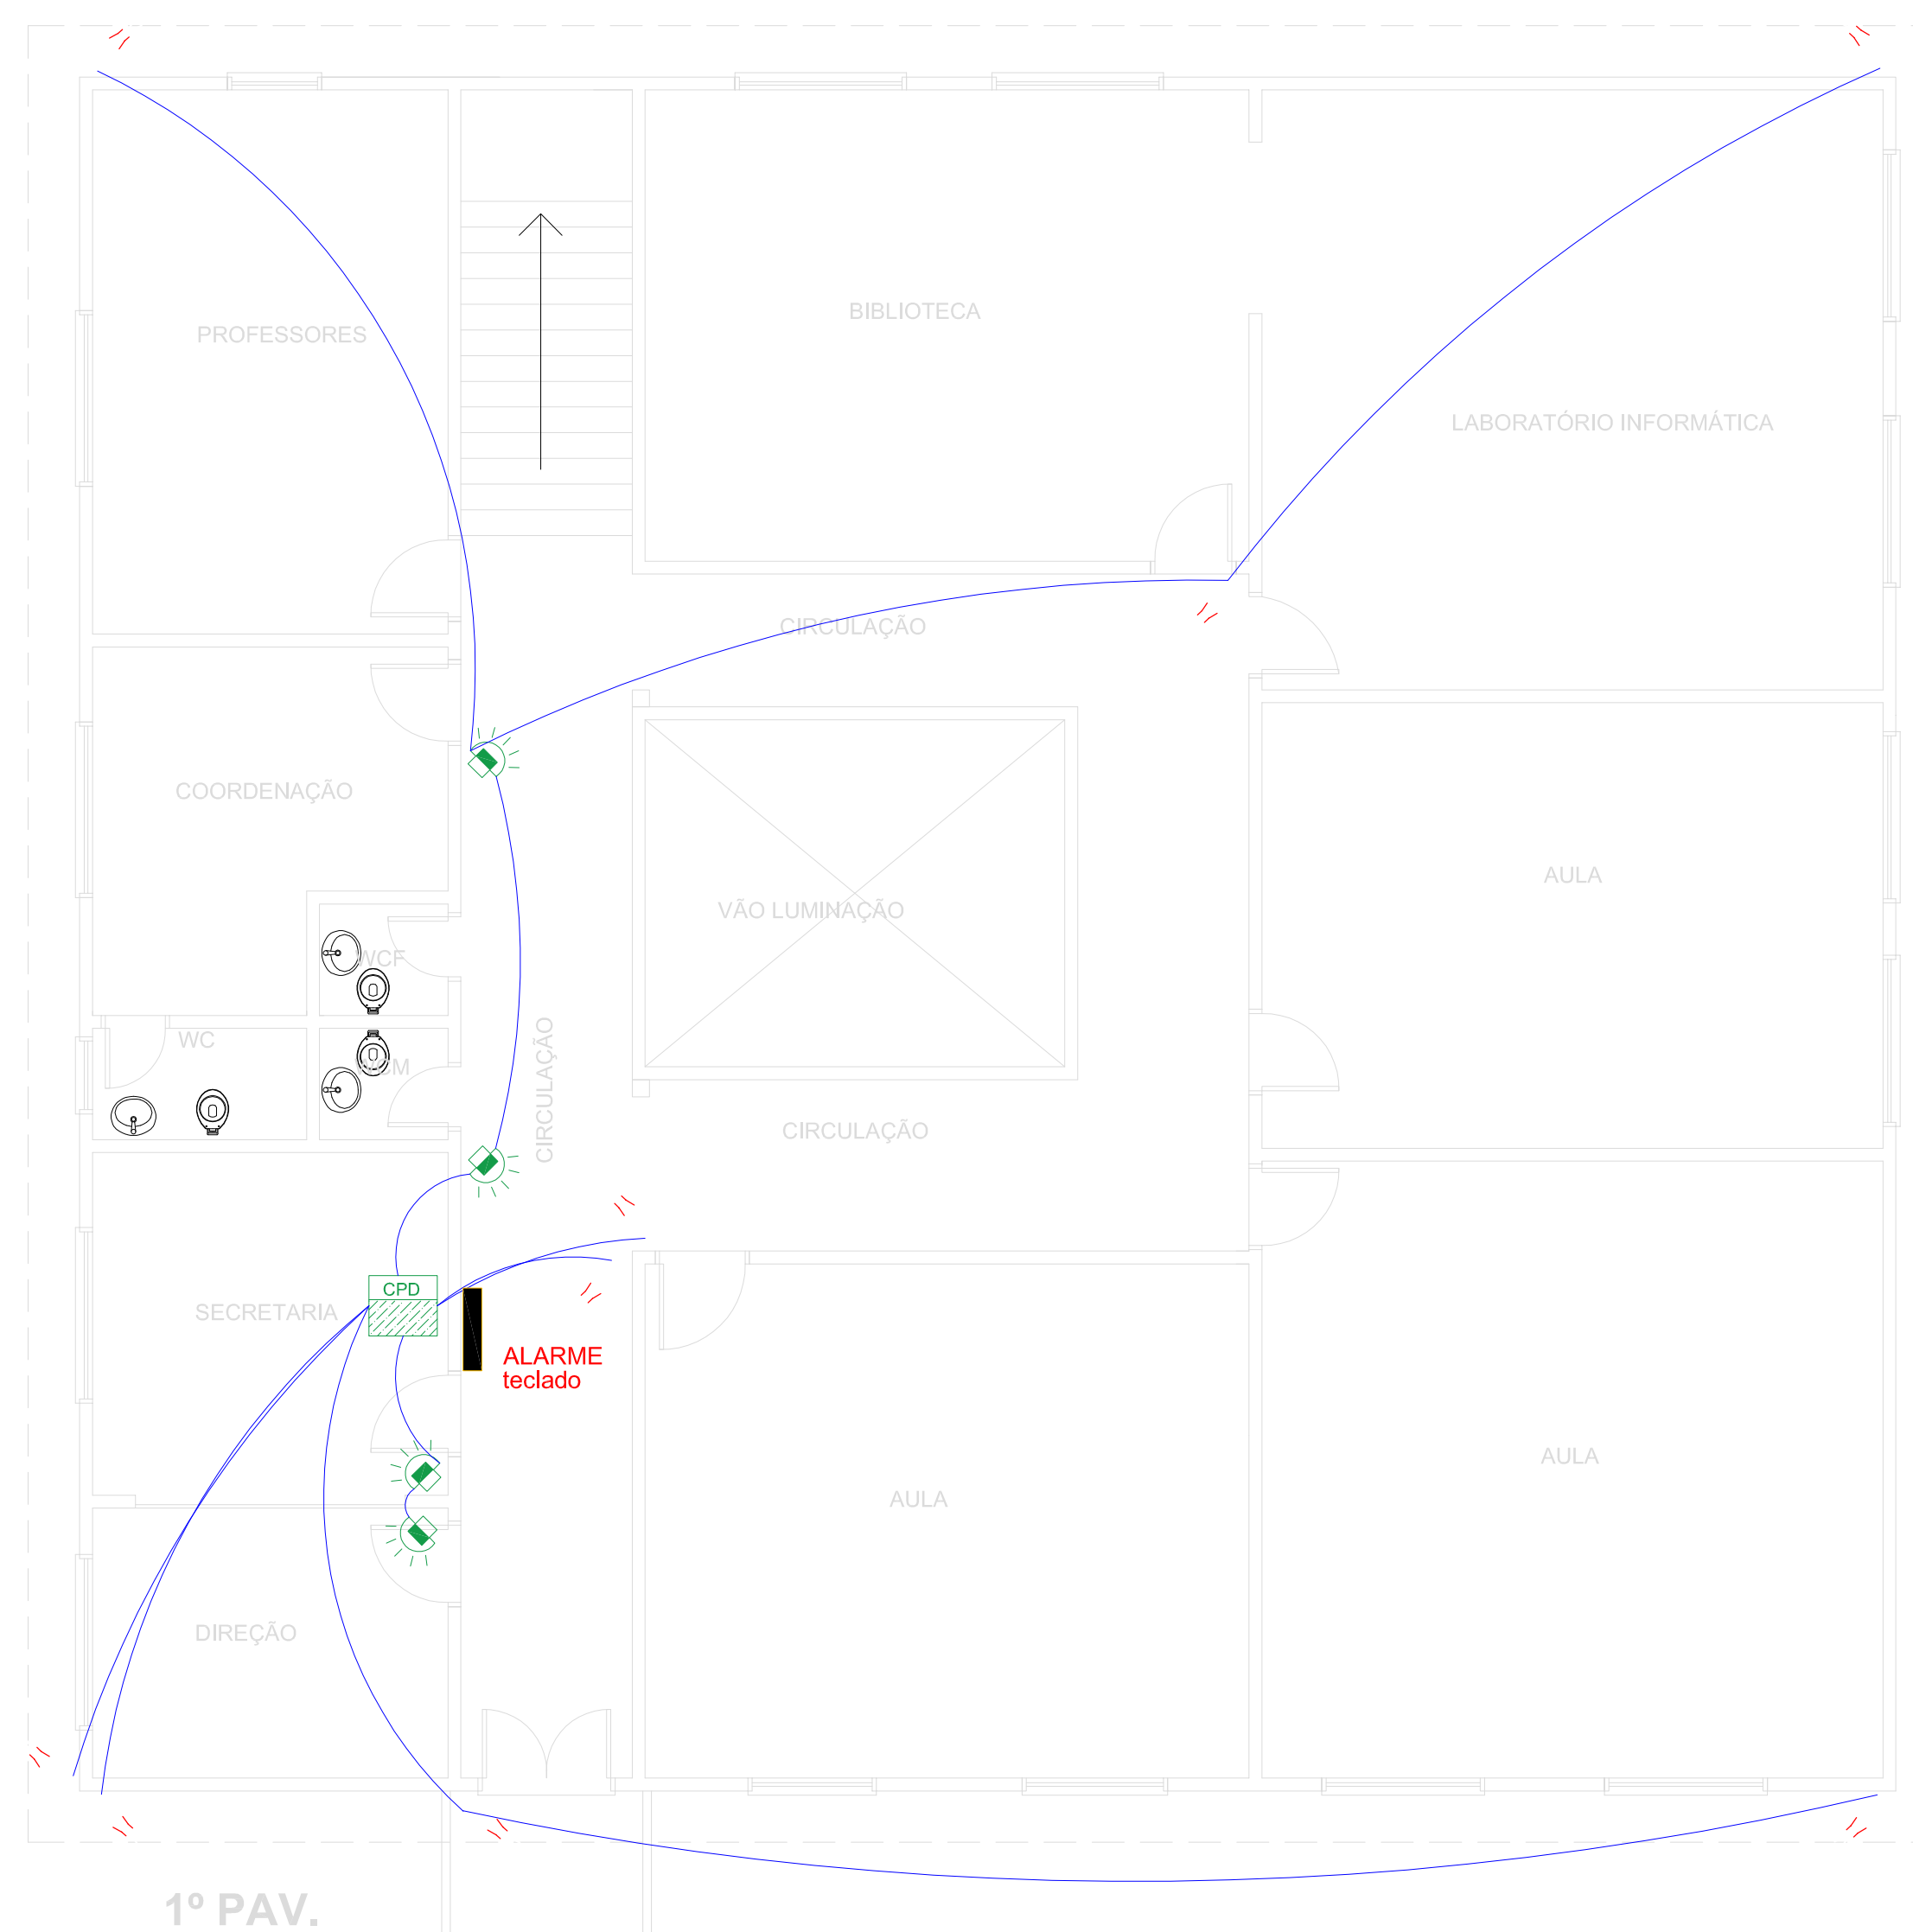 BIBLIOTECA
PROFESSORES
LABORATÓRIO INFORMÁTICA
CIRCULAÇÃO
COORDENAÇÃO
AULA
VÃO LUMINAÇÃO
WCF
WC
WCM
CIRCULAÇÃO
CIRCULAÇÃO
CPD
SECRETARIA
ALARME
teclado
AULA
AULA
DIREÇÃO
1º PAV.